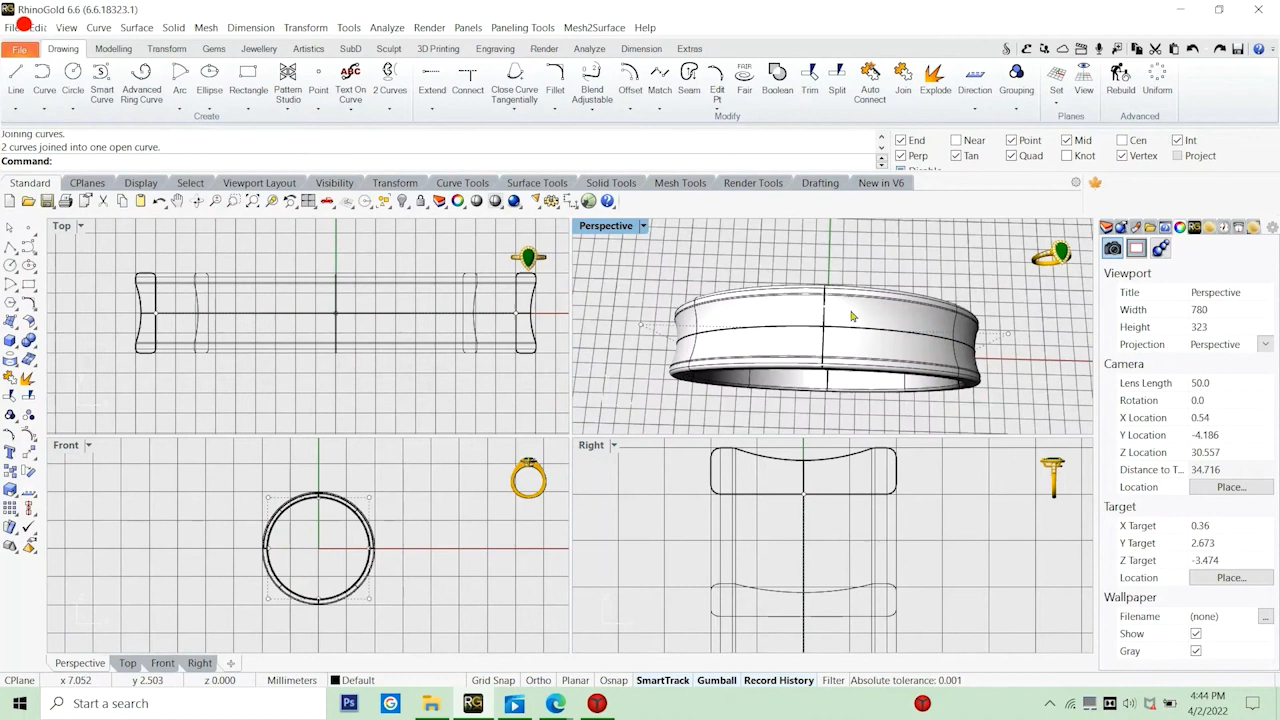 RhinoGold 6.6 (6.6.18323.1)
File Edit View Curve Surface Solid Mesh Dimension Transform Tools Analyze Render Panels Paneling Tools Mesh2Surface Help
File Drawing Modelling Transform Gems Jewellery Artistics SubD Sculpt 3D Printing Engraving Render Analyze Dimension Extras
Line Curve Circle Smart Curve Advanced Ring Curve Arc Ellipse Rectangle Pattern Studio Point Text On Curve 2 Curves Extend Connect Close Curve Tangentially Fillet Blend Adjustable Offset Match Seam Edit Pt Fair Boolean Trim Split Auto Connect Join Explode Direction Grouping Set View Rebuild Uniform
Create Modify Planes Advanced
Joining curves.
2 curves joined into one open curve.
Command:
End Near Point Mid Cen Int
Perp Tan Quad Knot Vertex Project
Standard CPlanes Display Select Viewport Layout Visibility Transform Curve Tools Surface Tools Solid Tools Mesh Tools Render Tools Drafting New in V6
Top
Perspective
Front
Right
Viewport
Title Perspective
Width 780
Height 323
Projection Perspective
Camera
Lens Length 50.0
Rotation 0.0
X Location 0.54
Y Location -4.186
Z Location 30.557
Distance to T... 34.716
Location Place...
Target
X Target 0.36
Y Target 2.673
Z Target -3.474
Location Place...
Wallpaper
Filename (none) ...
Show
Gray
Perspective Top Front Right
CPlane x 7.052 y 2.503 z 0.000 Millimeters Default Grid Snap Ortho Planar Osnap SmartTrack Gumball Record History Filter Absolute tolerance: 0.001
Type here to search
4:44 PM
4/2/2022